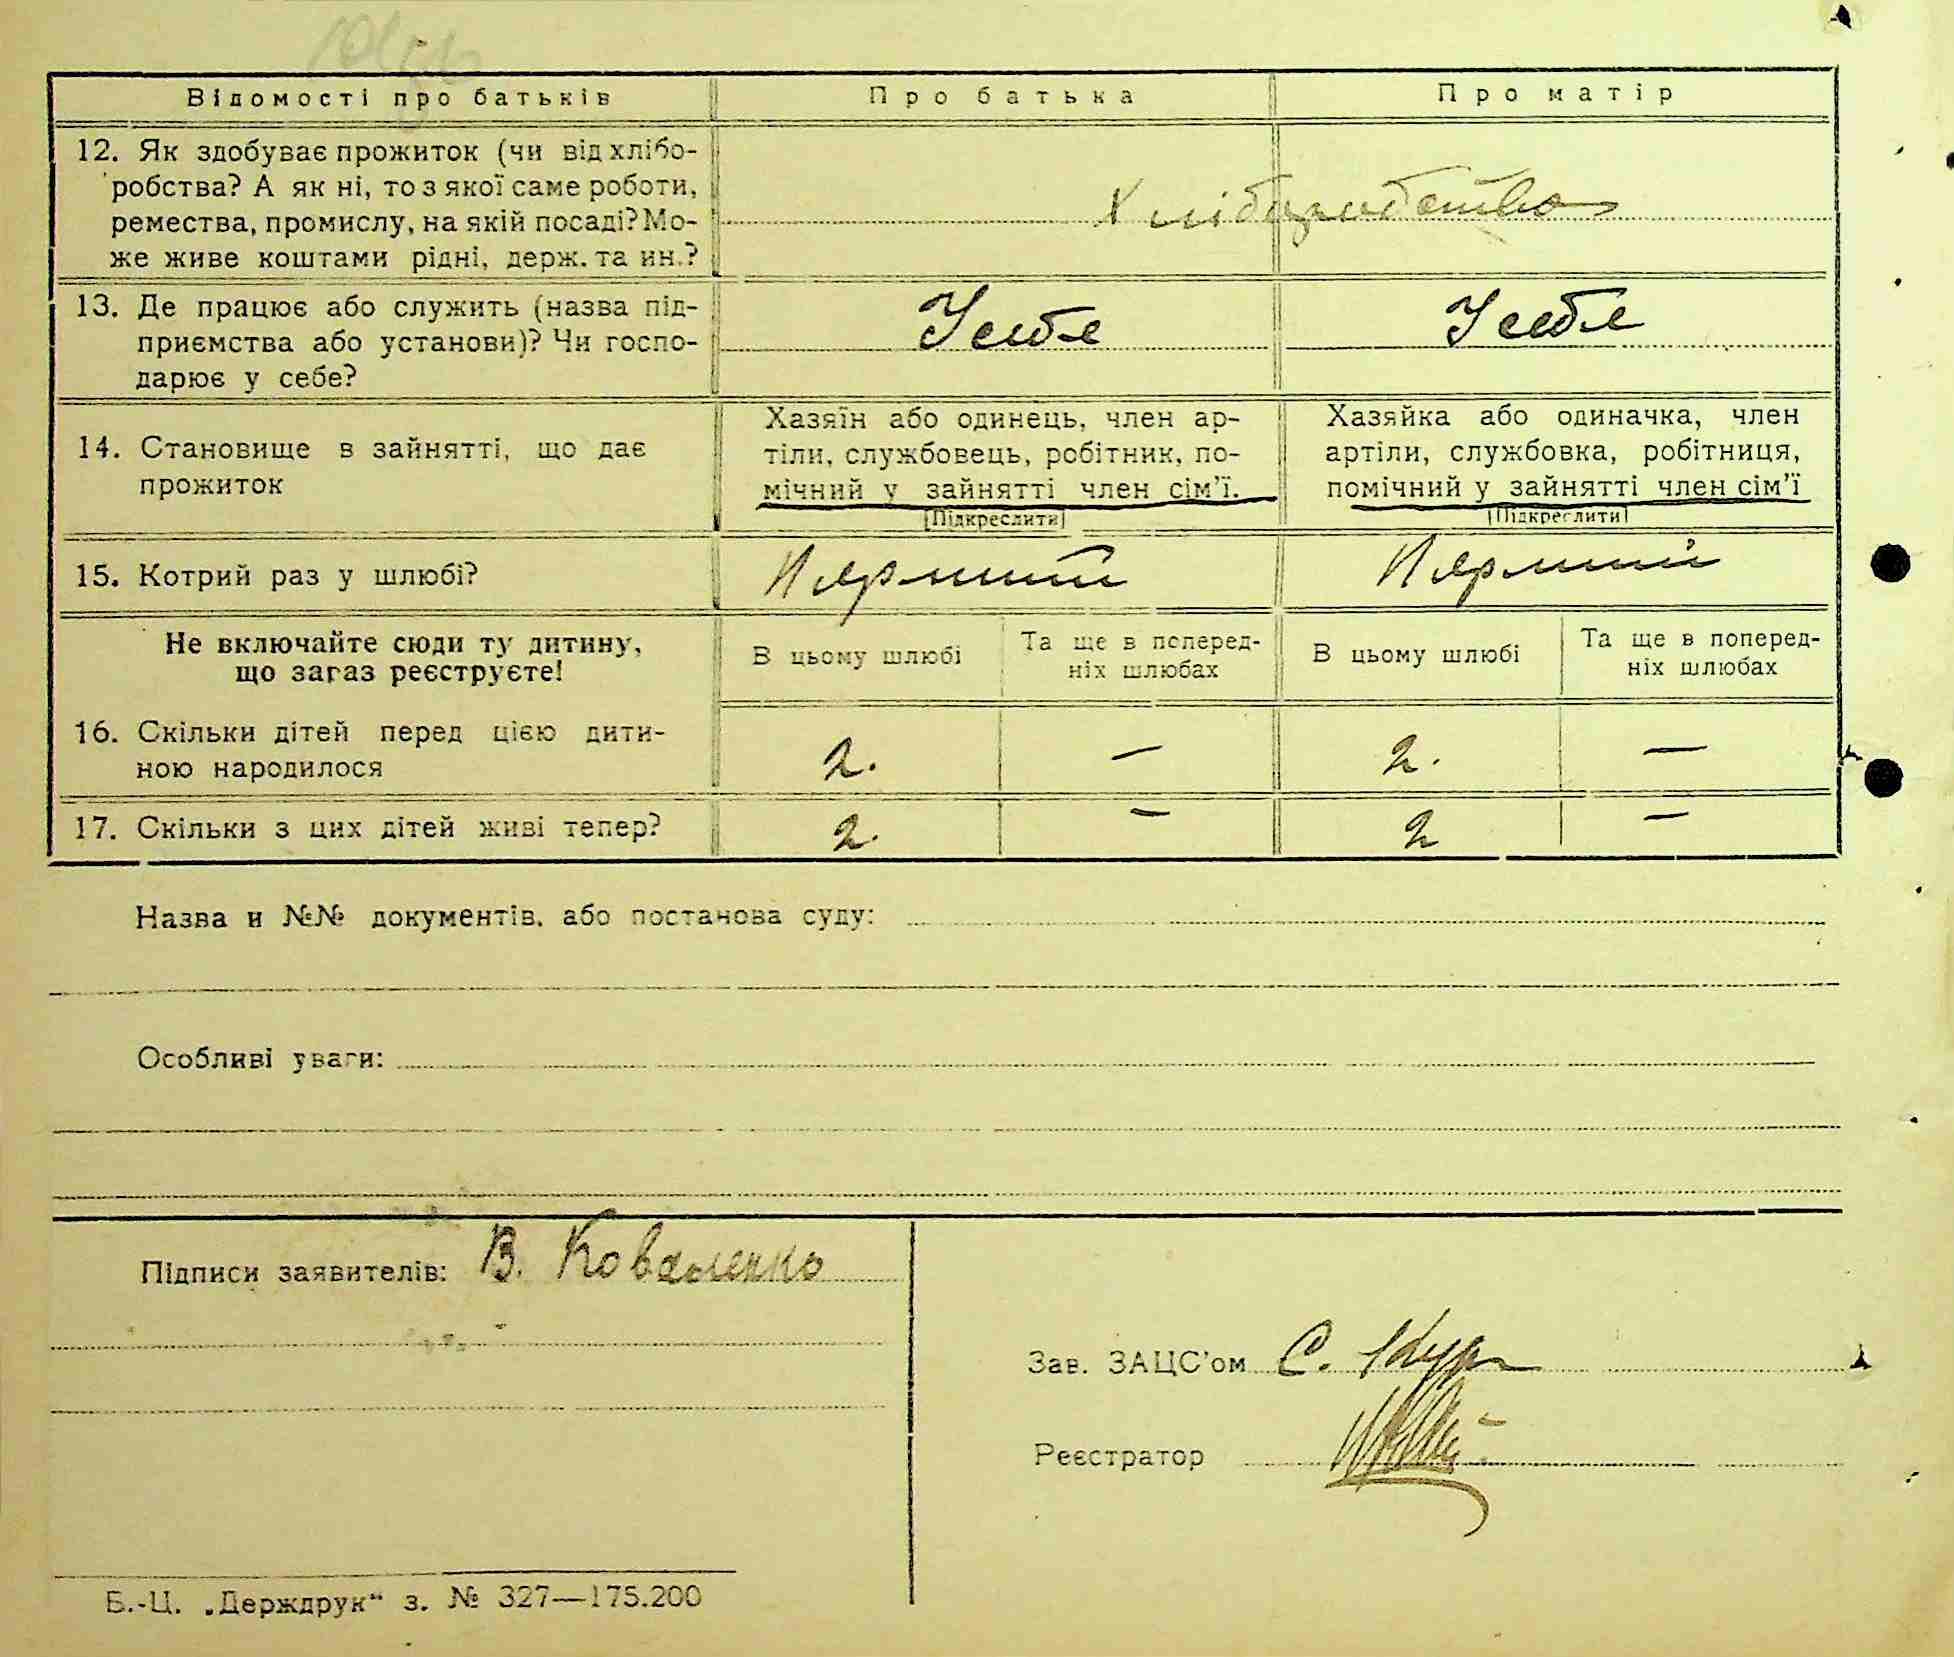 Відомості про батьків Про батька Про матір
12. Як здобуває прожиток (чи від хлібо-
робства? А як ні, то з якої саме роботи,
ремества, промислу, на якій посаді? Мо-
же живе коштами рідні, держ. та ин.?
Хліборобство
13. Де працює або служить (назва під-
приємства або установи)? Чи госпо-
дарює у себе?
У себе У себе
14. Становище в зайнятті, що дає
прожиток
Хазяїн або одинець, член ар-
тіли, службовець, робітник, по-
мічний у зайнятті член сім'ї.
[Підкреслити]
Хазяйка або одиначка, член
артіли, службовка, робітниця,
помічний у зайнятті член сім'ї
[Підкреслити]
15. Котрий раз у шлюбі? Перший Перший
Не включайте сюди ту дитину,
що зараз реєструєте!
В цьому шлюбі
Та ще в поперед-
ніх шлюбах
В цьому шлюбі
Та ще в поперед-
ніх шлюбах
16. Скільки дітей перед цією дити-
ною народилося
2. — 2. —
17. Скільки з цих дітей живі тепер? 2. — 2 —
Назва и №№ документів, або постанова суду:
Особливі уваги:
Підписи заявителів: В. Коваленко
Зав. ЗАЦС'ом С.
Реєстратор
Б.-Ц. „Держдрук“ з. № 327—175.200